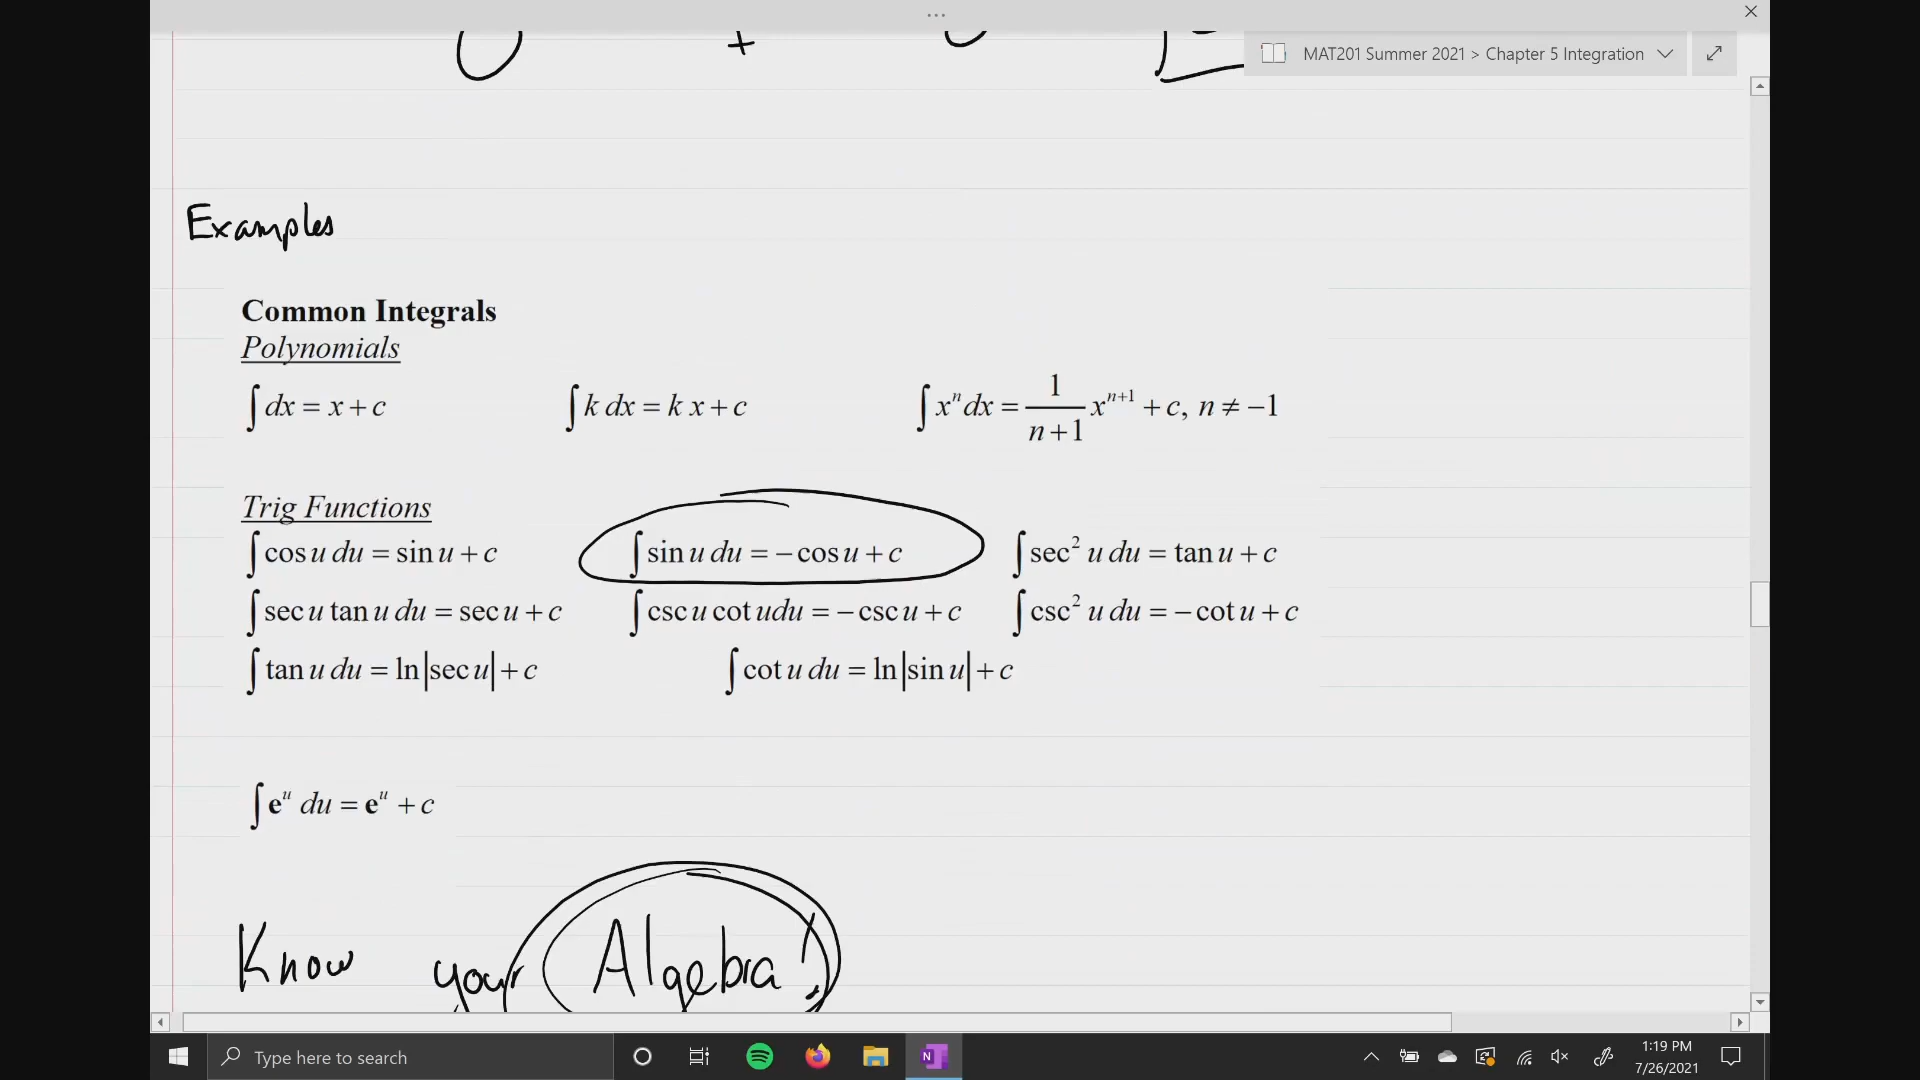 MAT201 Summer 2021 > Chapter 5 Integration
Examples
Common Integrals
Polynomials
∫dx = x + c  ∫k dx = k x + c  ∫xⁿdx = 1/(n+1) xⁿ⁺¹ + c, n ≠ −1
Trig Functions
∫cos u du = sin u + c  ∫sin u du = −cos u + c  ∫sec² u du = tan u + c
∫sec u tan u du = sec u + c  ∫csc u cot udu = −csc u + c  ∫csc² u du = −cot u + c
∫tan u du = ln|sec u| + c  ∫cot u du = ln|sin u| + c
∫eᵘ du = eᵘ + c
Know your Algebra!
Type here to search
1:19 PM
7/26/2021